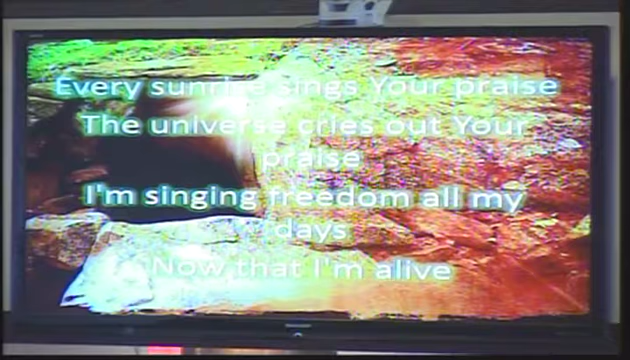 Every sunrise sings Your praise
The universe cries out Your
praise
I'm singing freedom all my
days
Now that I'm alive